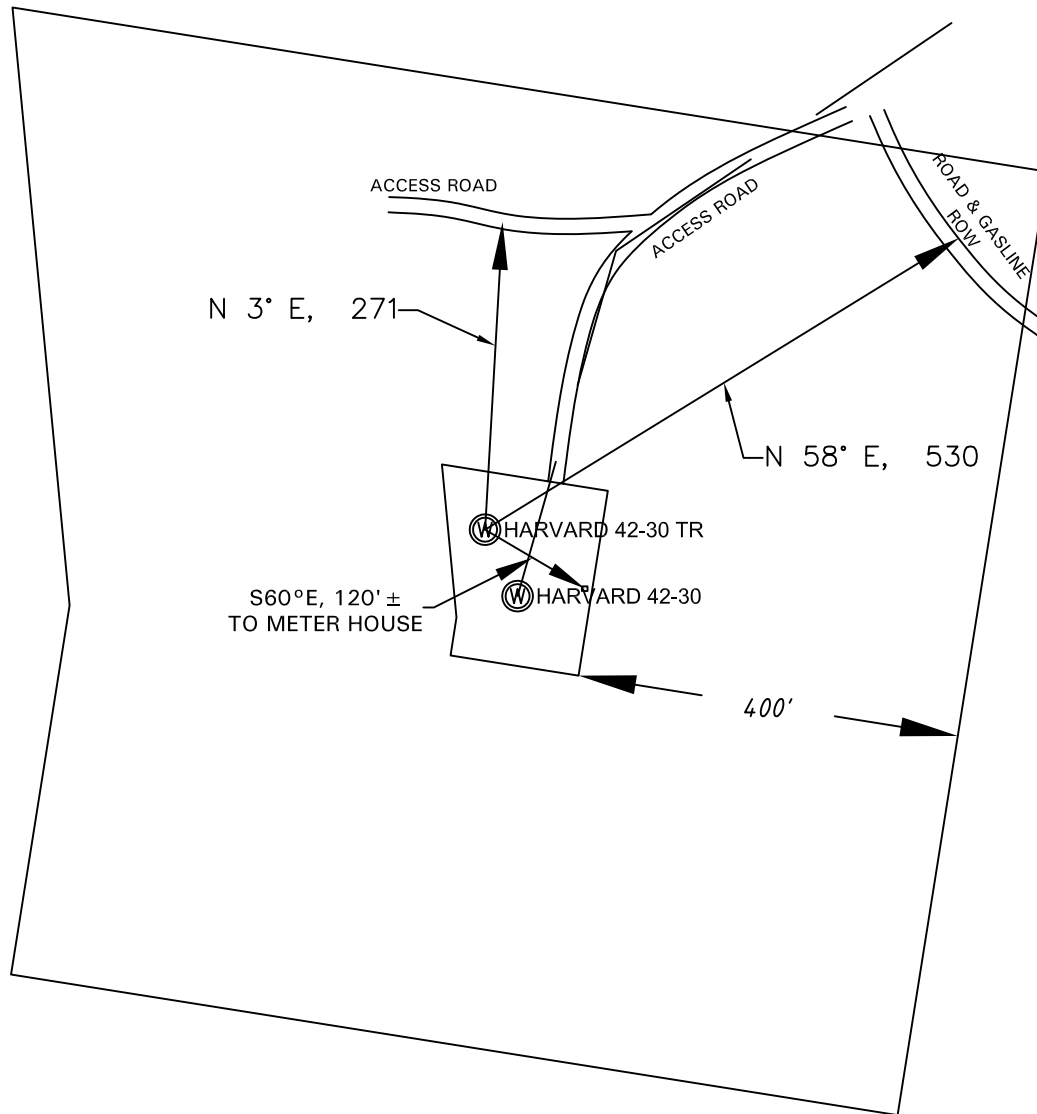 ACCESS ROAD
ACCESS ROAD
ROAD & GASLINE
ROW
N 3° E, 271
N 58° E, 530
W HARVARD 42-30 TR
W HARVARD 42-30
S60°E, 120' ±
TO METER HOUSE
400'